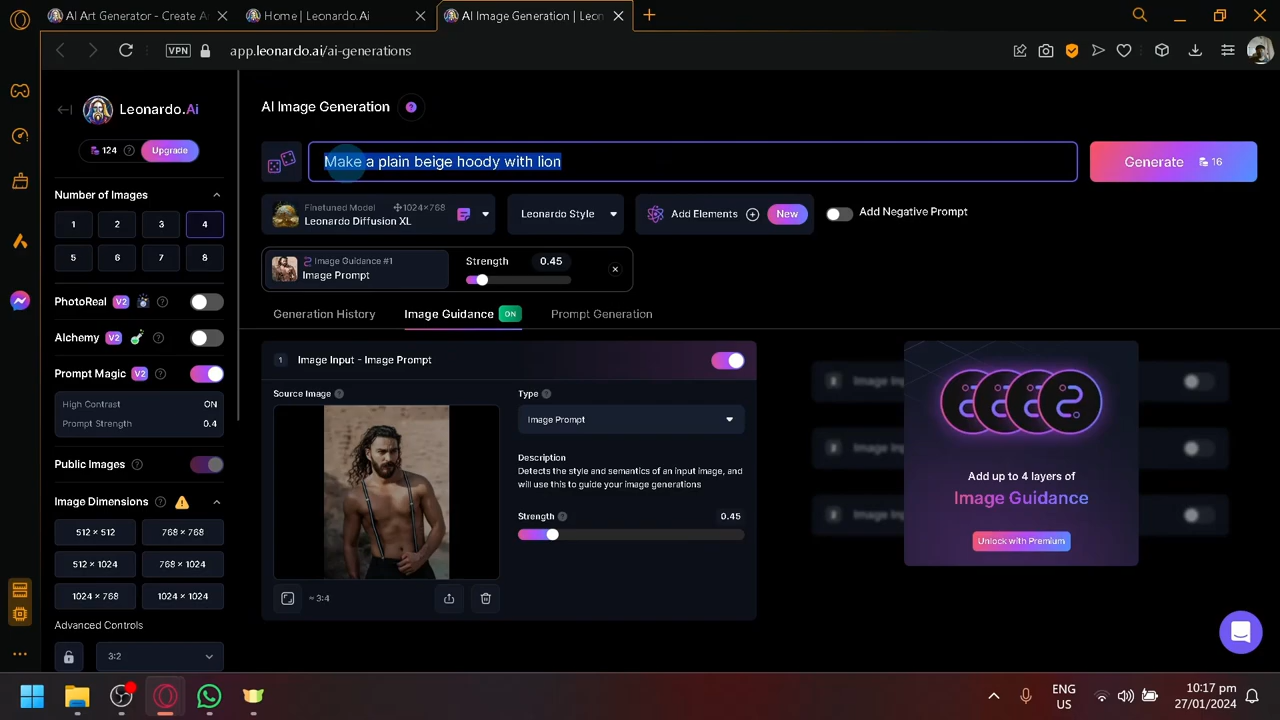 AI Art Generator - Create A
Home | Leonardo.Ai
AI Image Generation | Leon
VPN
app.leonardo.ai/ai-generations
Leonardo.Ai
124
Upgrade
Number of Images
1
2
3
4
5
6
7
8
PhotoReal V2
Alchemy V2
Prompt Magic V2
High Contrast ON
Prompt Strength 0.4
Public Images
Image Dimensions
512 × 512
768 × 768
512 × 1024
768 × 1024
1024 × 768
1024 × 1024
Advanced Controls
3:2
AI Image Generation
Make a plain beige hoody with lion
Generate 16
Finetuned Model 1024×768
Leonardo Diffusion XL
Leonardo Style
Add Elements
New
Add Negative Prompt
Image Guidance #1
Image Prompt
Strength 0.45
Generation History
Image Guidance ON
Prompt Generation
1 Image Input - Image Prompt
Source Image
≈ 3:4
Type
Image Prompt
Description
Detects the style and semantics of an input image, and
will use this to guide your image generations
Strength 0.45
Add up to 4 layers of
Image Guidance
Unlock with Premium
ENG
US
10:17 pm
27/01/2024